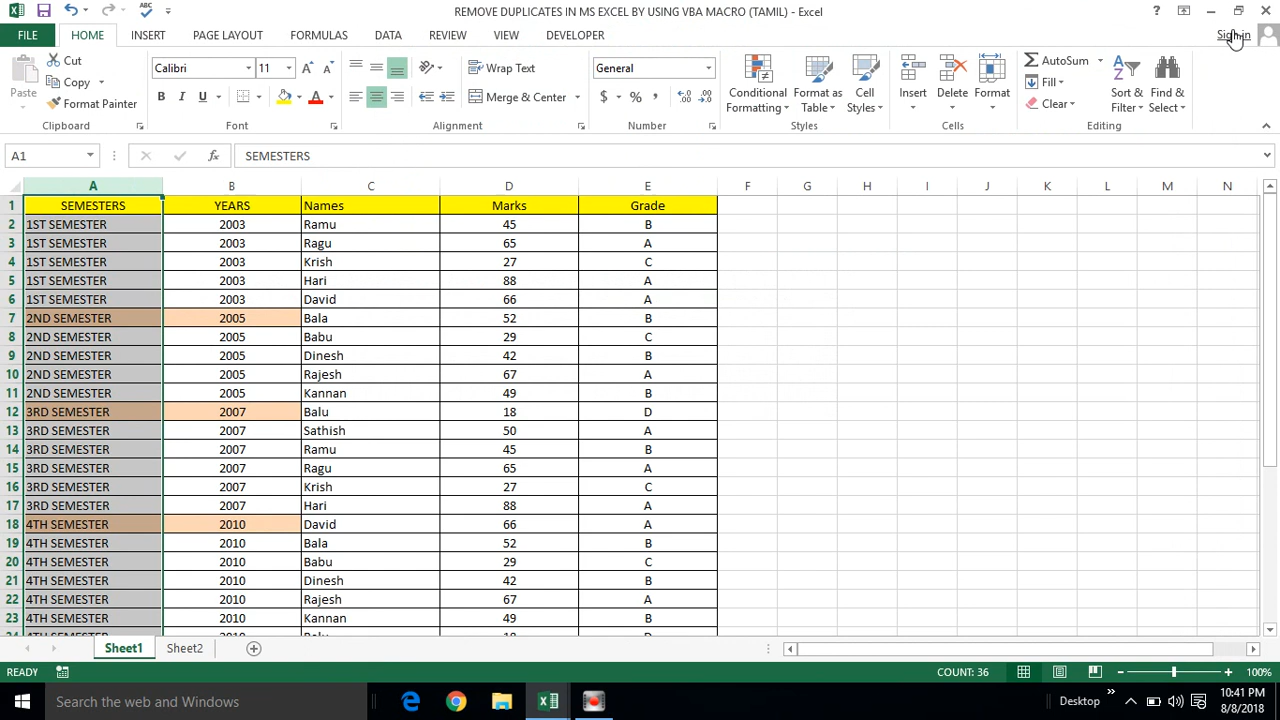 REMOVE DUPLICATES IN MS EXCEL BY USING VBA MACRO (TAMIL) - Excel
FILE HOME INSERT PAGE LAYOUT FORMULAS DATA REVIEW VIEW DEVELOPER Sign in
Paste
Cut
Copy
Format Painter
Clipboard
Calibri 11
B I U A
Font
Wrap Text
Merge & Center
Alignment
General
$ % ,
Number
Conditional Formatting
Format as Table
Cell Styles
Styles
Insert Delete Format
Cells
AutoSum
Fill
Clear
Sort & Filter
Find & Select
Editing
A1 fx SEMESTERS
A B C D E F G H I J K L M N
1 SEMESTERS YEARS Names Marks Grade
2 1ST SEMESTER 2003 Ramu 45 B
3 1ST SEMESTER 2003 Ragu 65 A
4 1ST SEMESTER 2003 Krish 27 C
5 1ST SEMESTER 2003 Hari 88 A
6 1ST SEMESTER 2003 David 66 A
7 2ND SEMESTER 2005 Bala 52 B
8 2ND SEMESTER 2005 Babu 29 C
9 2ND SEMESTER 2005 Dinesh 42 B
10 2ND SEMESTER 2005 Rajesh 67 A
11 2ND SEMESTER 2005 Kannan 49 B
12 3RD SEMESTER 2007 Balu 18 D
13 3RD SEMESTER 2007 Sathish 50 A
14 3RD SEMESTER 2007 Ramu 45 B
15 3RD SEMESTER 2007 Ragu 65 A
16 3RD SEMESTER 2007 Krish 27 C
17 3RD SEMESTER 2007 Hari 88 A
18 4TH SEMESTER 2010 David 66 A
19 4TH SEMESTER 2010 Bala 52 B
20 4TH SEMESTER 2010 Babu 29 C
21 4TH SEMESTER 2010 Dinesh 42 B
22 4TH SEMESTER 2010 Rajesh 67 A
23 4TH SEMESTER 2010 Kannan 49 B
24 4TH SEMESTER 2010 Balu 18 D
Sheet1 Sheet2
READY COUNT: 36 100%
Search the web and Windows
Desktop
10:41 PM
8/8/2018